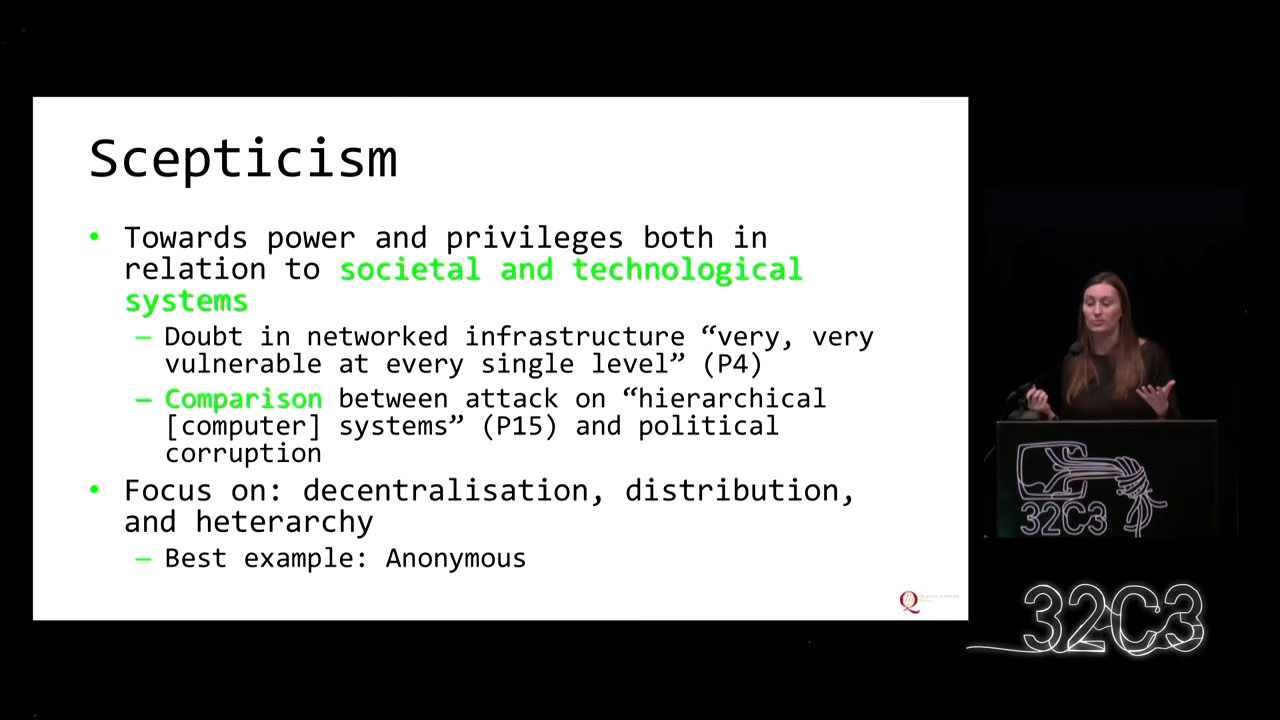 Scepticism
• Towards power and privileges both in
relation to societal and technological
systems
– Doubt in networked infrastructure “very, very
vulnerable at every single level” (P4)
– Comparison between attack on “hierarchical
[computer] systems” (P15) and political
corruption
• Focus on: decentralisation, distribution,
and heterarchy
– Best example: Anonymous
32C3
32C3